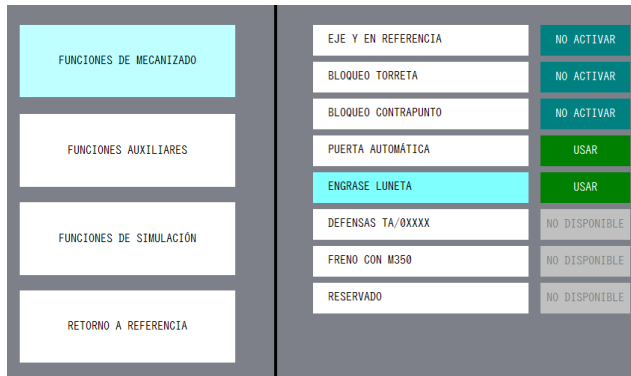 FUNCIONES DE MECANIZADO
FUNCIONES AUXILIARES
FUNCIONES DE SIMULACIÓN
RETORNO A REFERENCIA
EJE Y EN REFERENCIA NO ACTIVAR
BLOQUEO TORRETA NO ACTIVAR
BLOQUEO CONTRAPUNTO NO ACTIVAR
PUERTA AUTOMÁTICA USAR
ENGRASE LUNETA USAR
DEFENSAS TA/0XXXX NO DISPONIBLE
FRENO CON M350 NO DISPONIBLE
RESERVADO NO DISPONIBLE